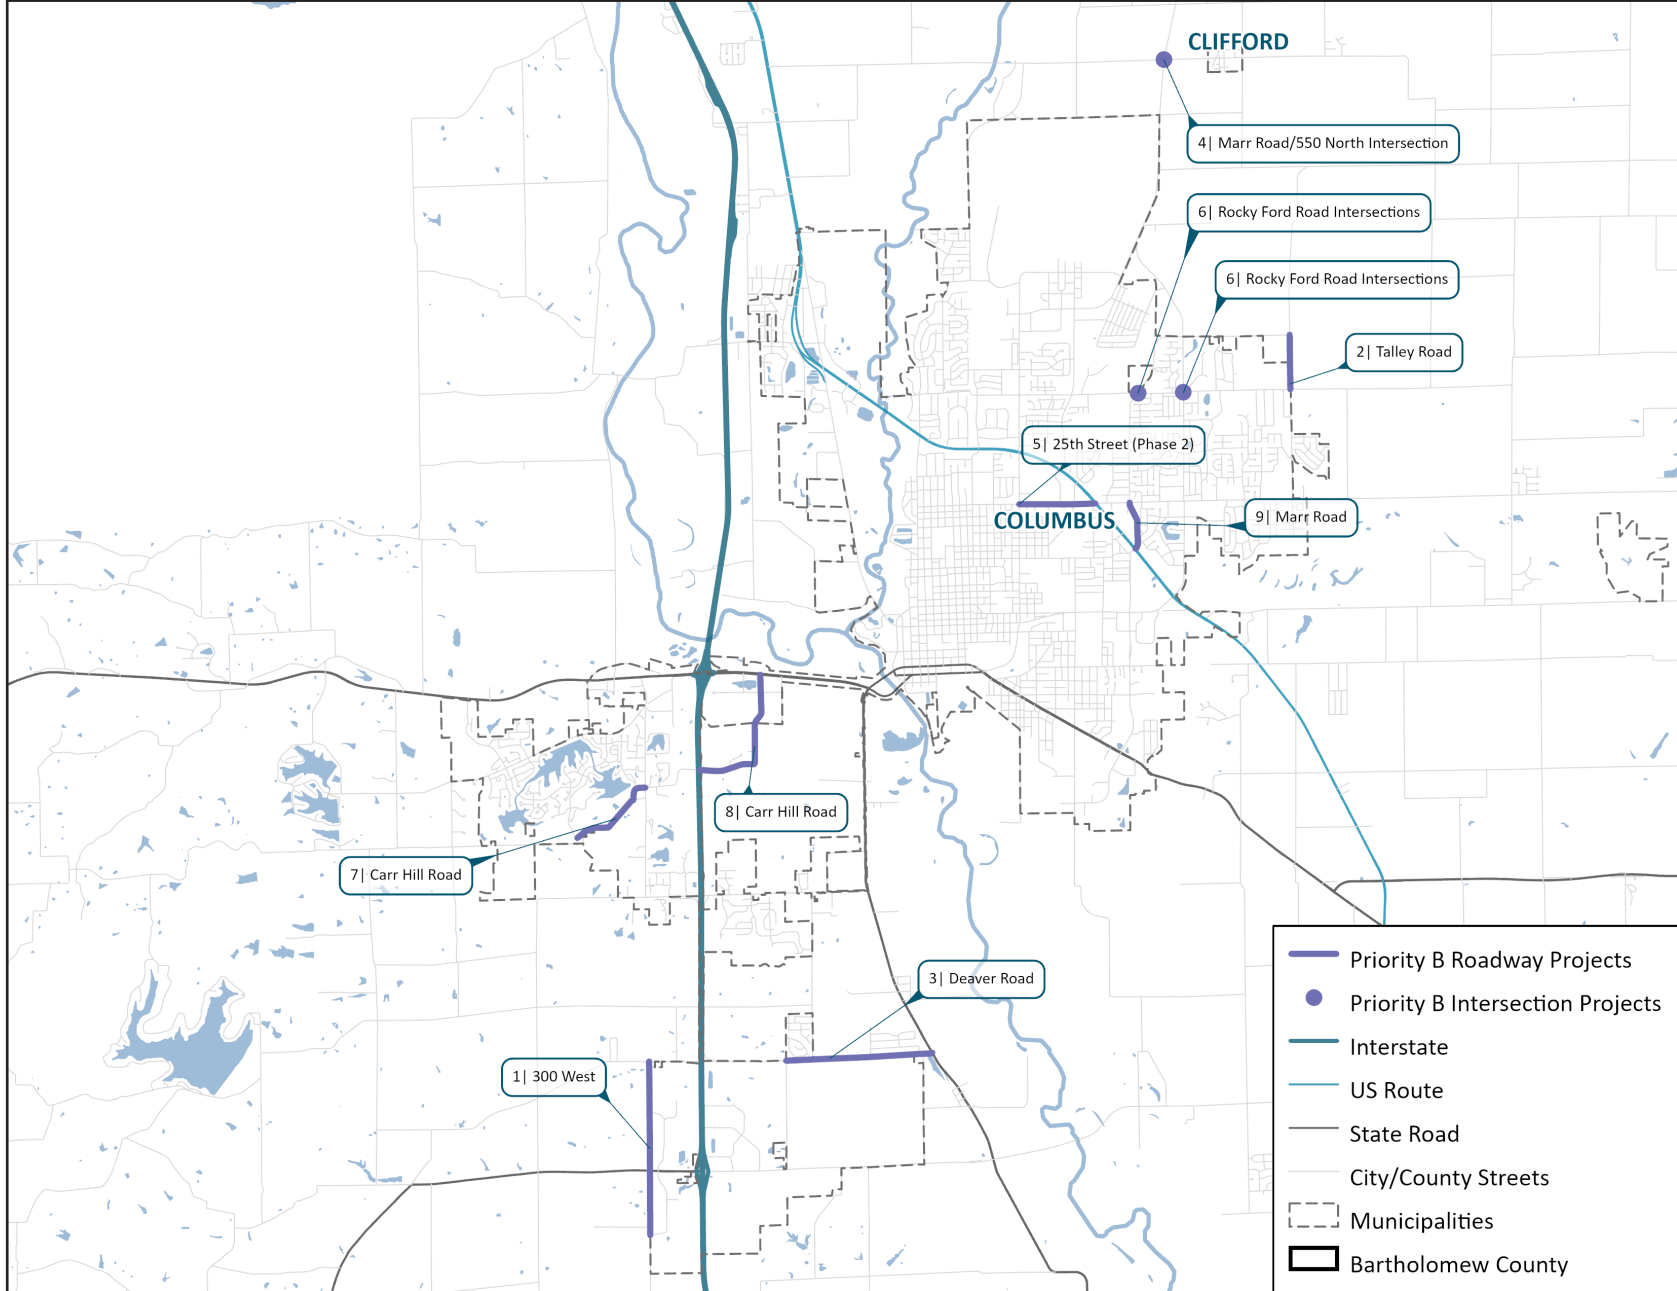 CLIFFORD
4| Marr Road/550 North Intersection
6| Rocky Ford Road Intersections
6| Rocky Ford Road Intersections
2| Talley Road
5| 25th Street (Phase 2)
COLUMBUS
9| Marr Road
8| Carr Hill Road
7| Carr Hill Road
3| Deaver Road
1| 300 West
Priority B Roadway Projects
Priority B Intersection Projects
Interstate
US Route
State Road
City/County Streets
Municipalities
Bartholomew County